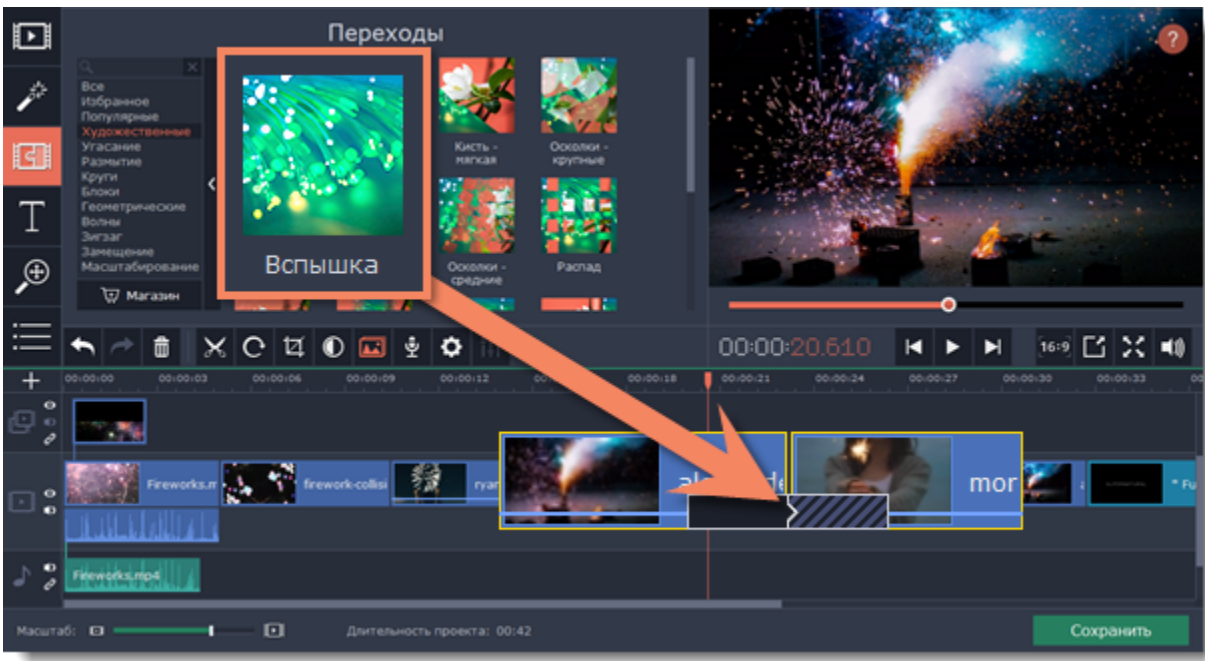 Переходы
?
Все
Избранное
Популярные
Художественные
Угасание
Размытие
Круги
Блоки
Геометрические
Волны
Зигзаг
Замещение
Масштабирование
Магазин
Вспышка
Кисть -
мягкая
Осколки -
крупные
Осколки -
средние
Распад
T
00:00:20.610
16:9
00:00:00 00:00:03 00:00:06 00:00:09 00:00:12 00:00:18 00:00:21 00:00:24 00:00:27 00:00:30 00:00:33 00
Fireworks.m
firework-collisi
ryan
mor
* Fu
Fireworks.mp4
Масштаб:
Длительность проекта: 00:42
Сохранить